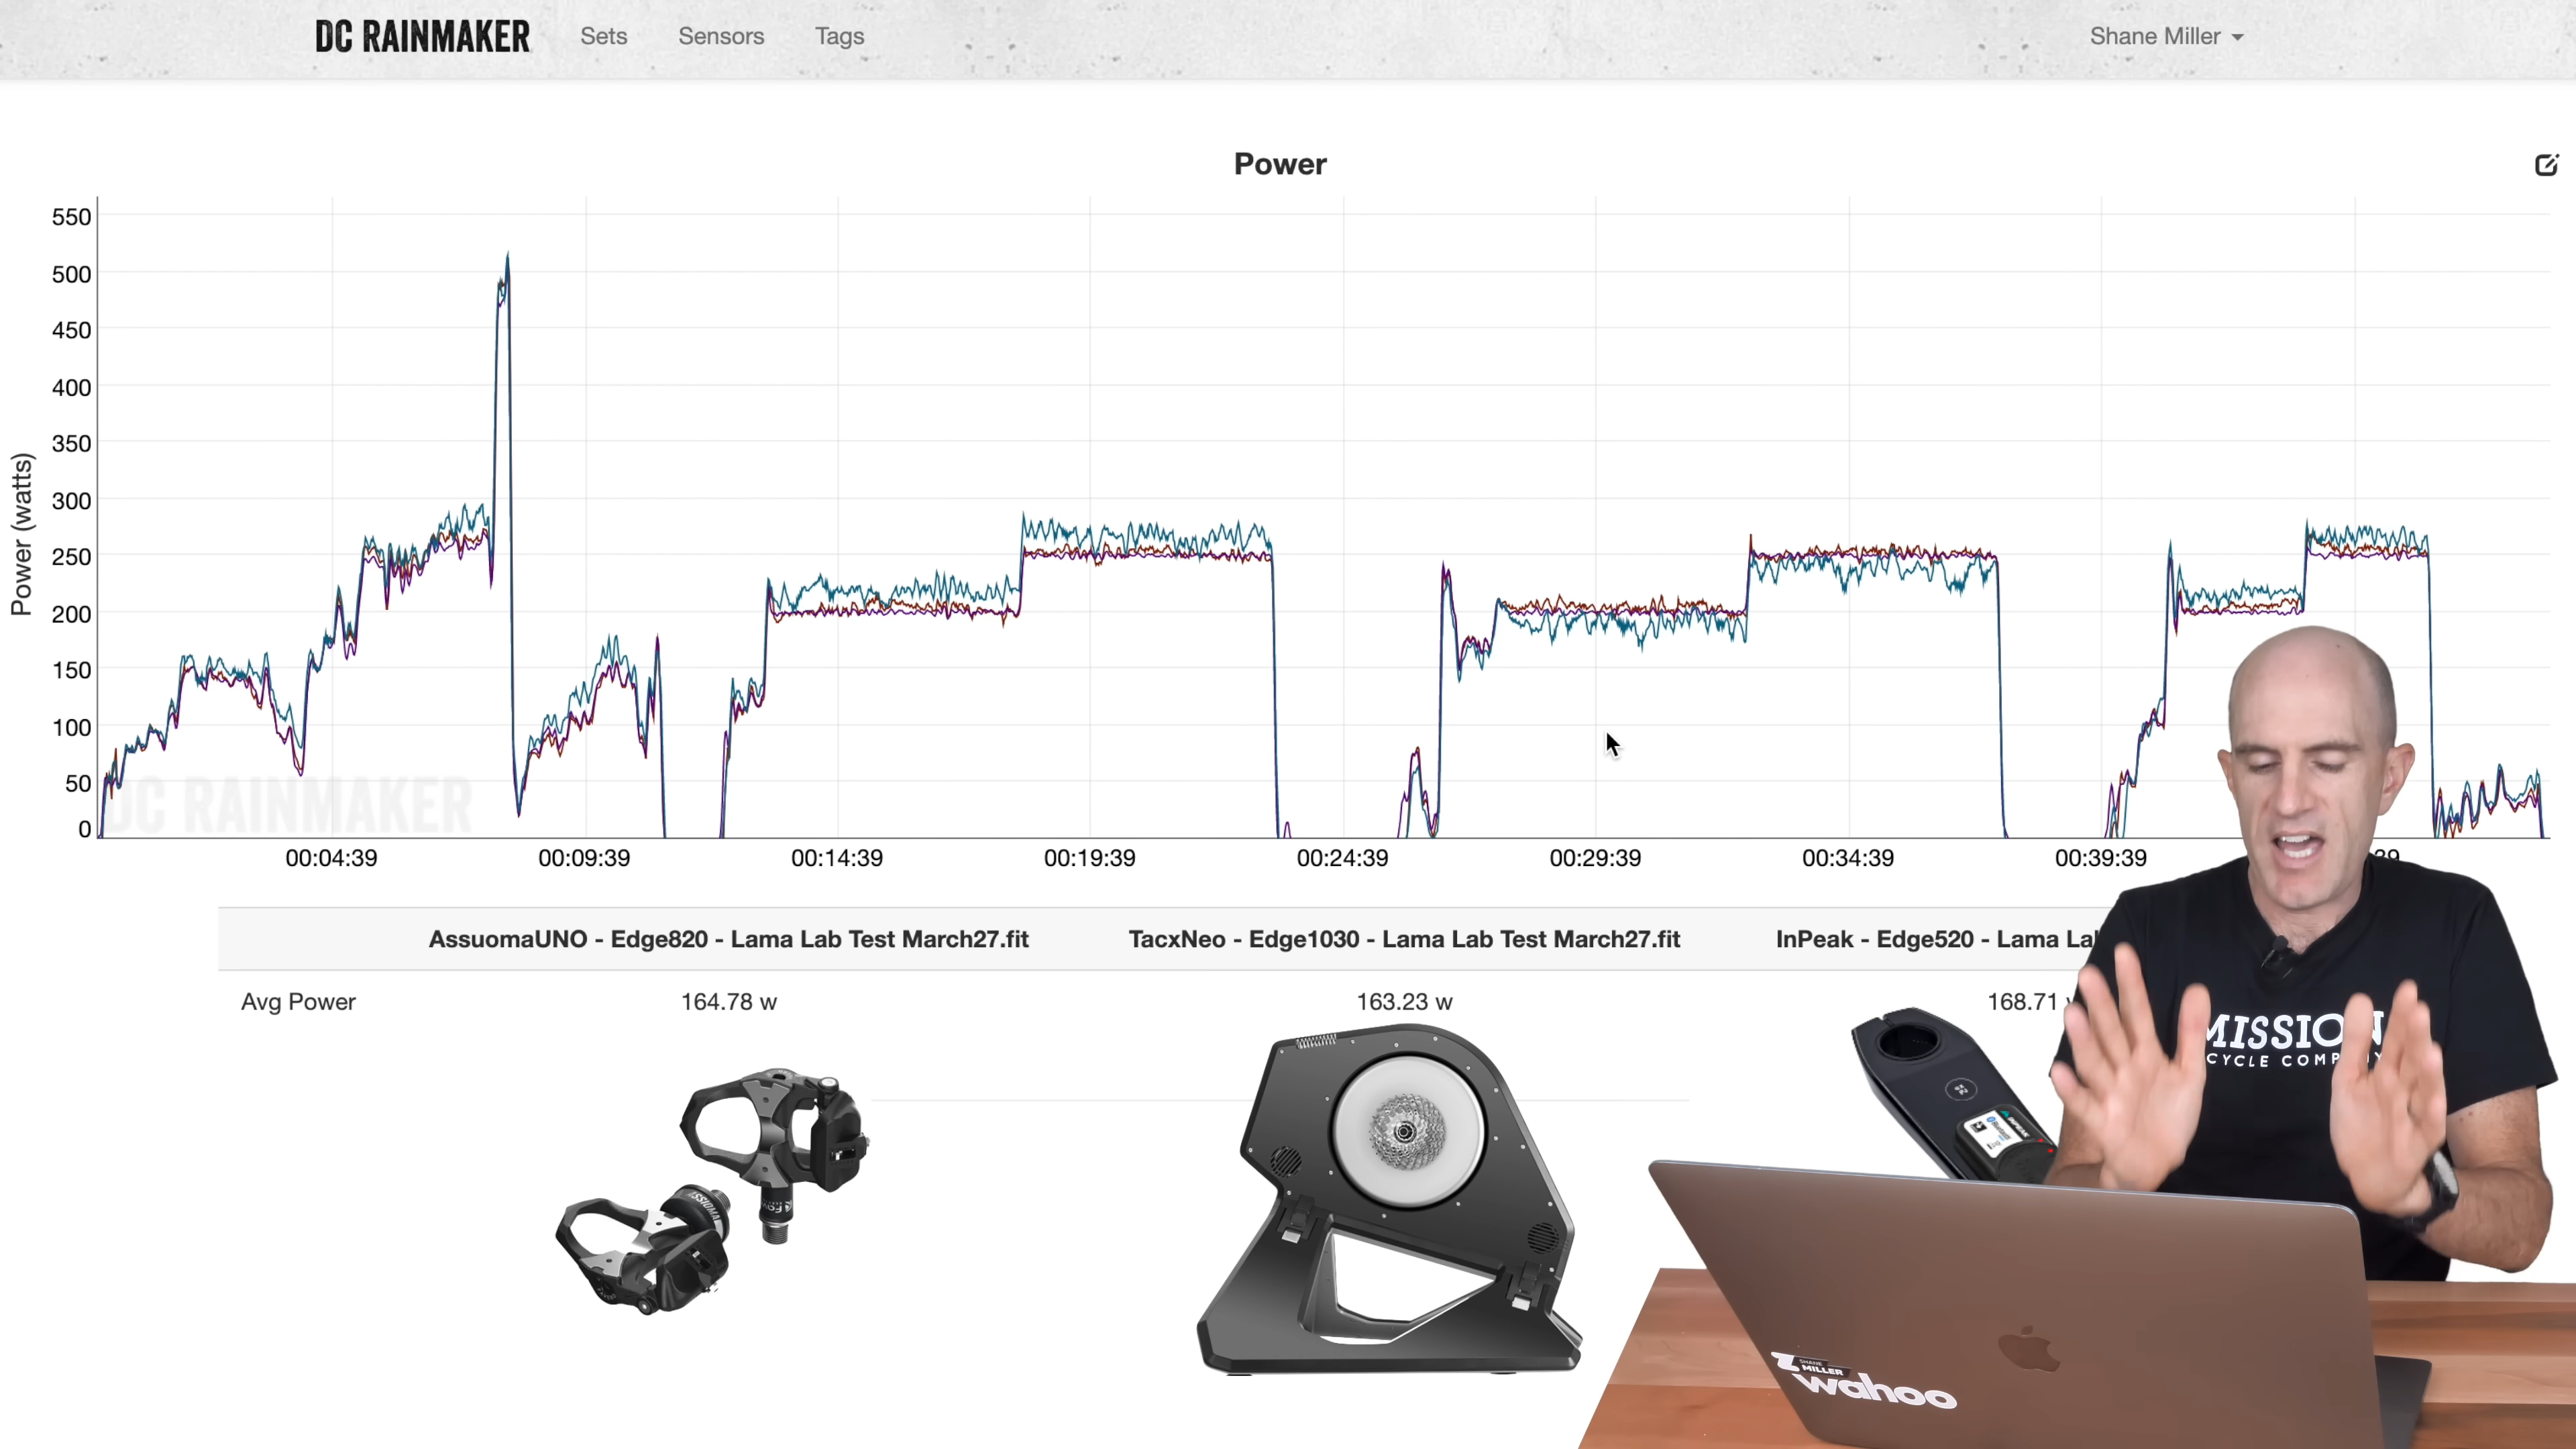 DC RAINMAKER Sets Sensors Tags Shane Miller
Power
550
500
450
400
350
300
250
200
150
100
50
0
Power (watts)
DC RAINMAKER
00:04:39 00:09:39 00:14:39 00:19:39 00:24:39 00:29:39 00:34:39 00:39:39
AssuomaUNO - Edge820 - Lama Lab Test March27.fit TacxNeo - Edge1030 - Lama Lab Test March27.fit InPeak - Edge520 - Lama La
Avg Power 164.78 w 163.23 w 168.71
MISSION
CYCLE COMP
SHANE
MILLER
wahoo